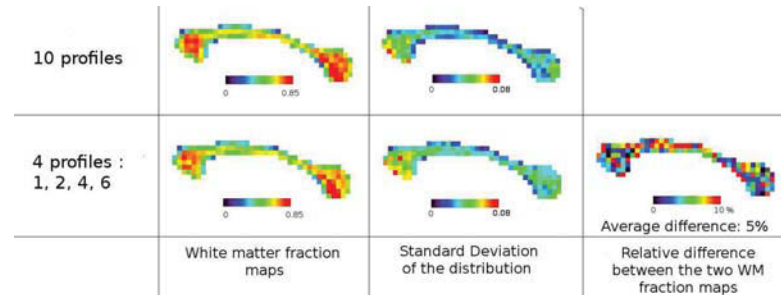 10 profiles
0 0.85
0 0.08
4 profiles :
1, 2, 4, 6
0 0.85
0 0.08
0 10 %
Average difference: 5%
White matter fraction
maps
Standard Deviation
of the distribution
Relative difference
between the two WM
fraction maps